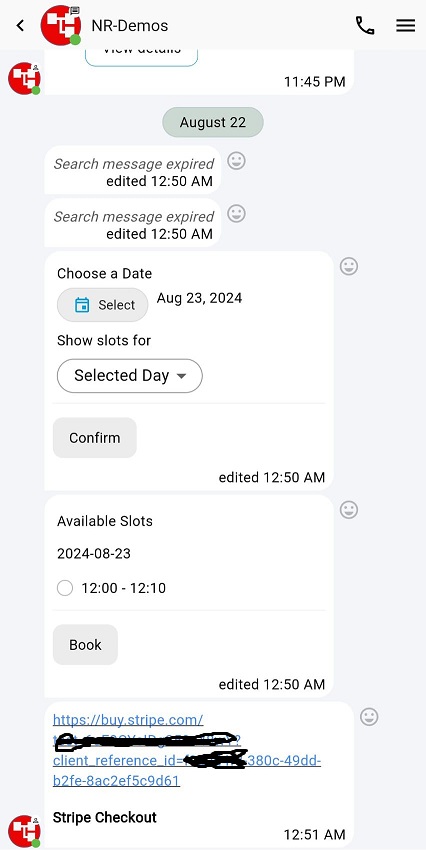 NR-Demos
View details
11:45 PM
August 22
Search message expired
edited 12:50 AM
Search message expired
edited 12:50 AM
Choose a Date
Select
Aug 23, 2024
Show slots for
Selected Day
Confirm
edited 12:50 AM
Available Slots
2024-08-23
12:00 - 12:10
Book
edited 12:50 AM
https://buy.stripe.com/
client_reference_id=
380c-49dd-
b2fe-8ac2ef5c9d61
Stripe Checkout
12:51 AM